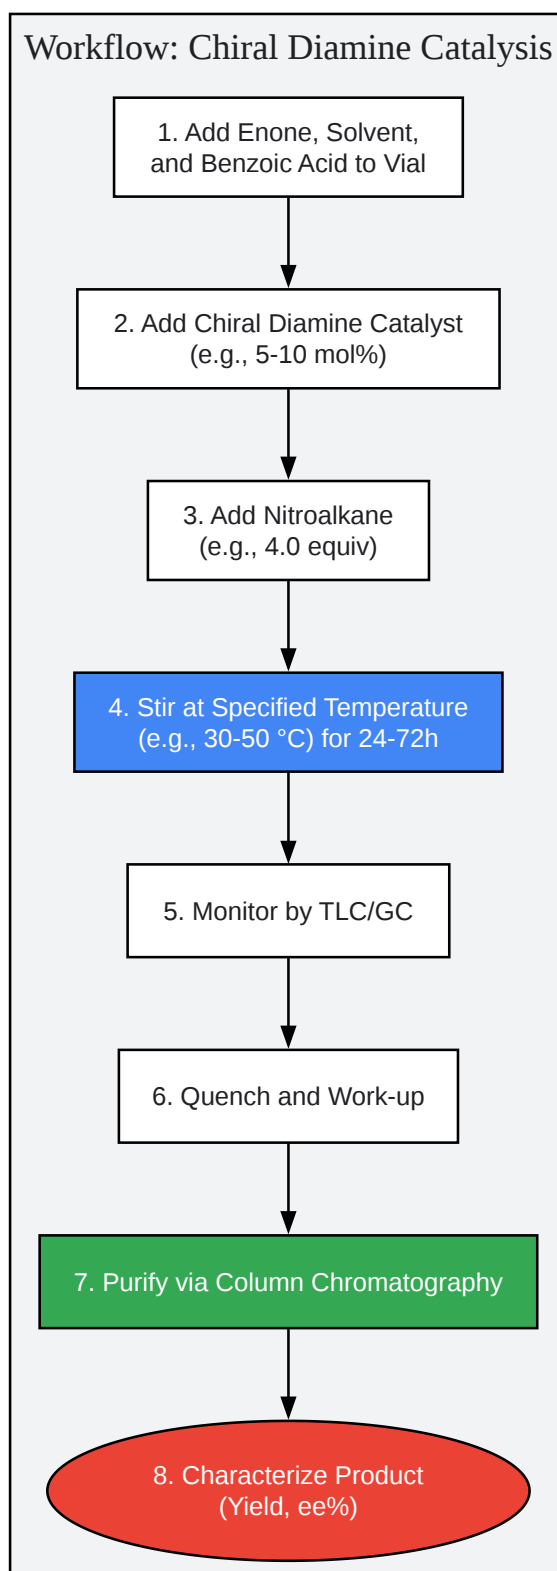 Workflow: Chiral Diamine Catalysis
1. Add Enone, Solvent,
and Benzoic Acid to Vial
2. Add Chiral Diamine Catalyst
(e.g., 5-10 mol%)
3. Add Nitroalkane
(e.g., 4.0 equiv)
4. Stir at Specified Temperature
(e.g., 30-50 °C) for 24-72h
5. Monitor by TLC/GC
6. Quench and Work-up
7. Purify via Column Chromatography
8. Characterize Product
(Yield, ee%)